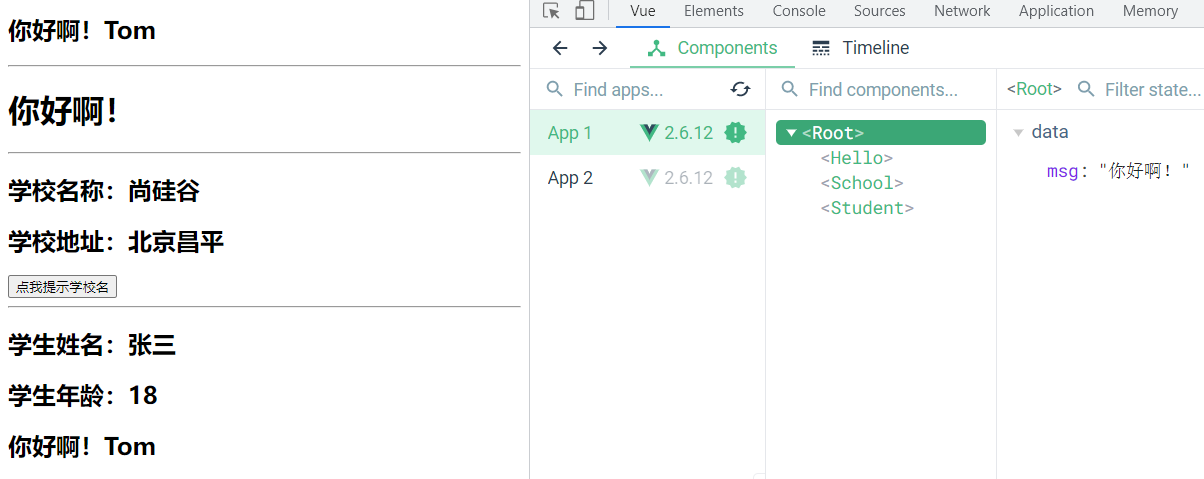 你好啊！Tom
你好啊！
学校名称：尚硅谷
学校地址：北京昌平
点我提示学校名
学生姓名：张三
学生年龄：18
你好啊！Tom
Vue Elements Console Sources Network Application Memory
Components Timeline
Find apps... Find components... <Root> Filter state...
App 1 2.6.12
App 2 2.6.12
<Root>
<Hello>
<School>
<Student>
data
msg: "你好啊！"